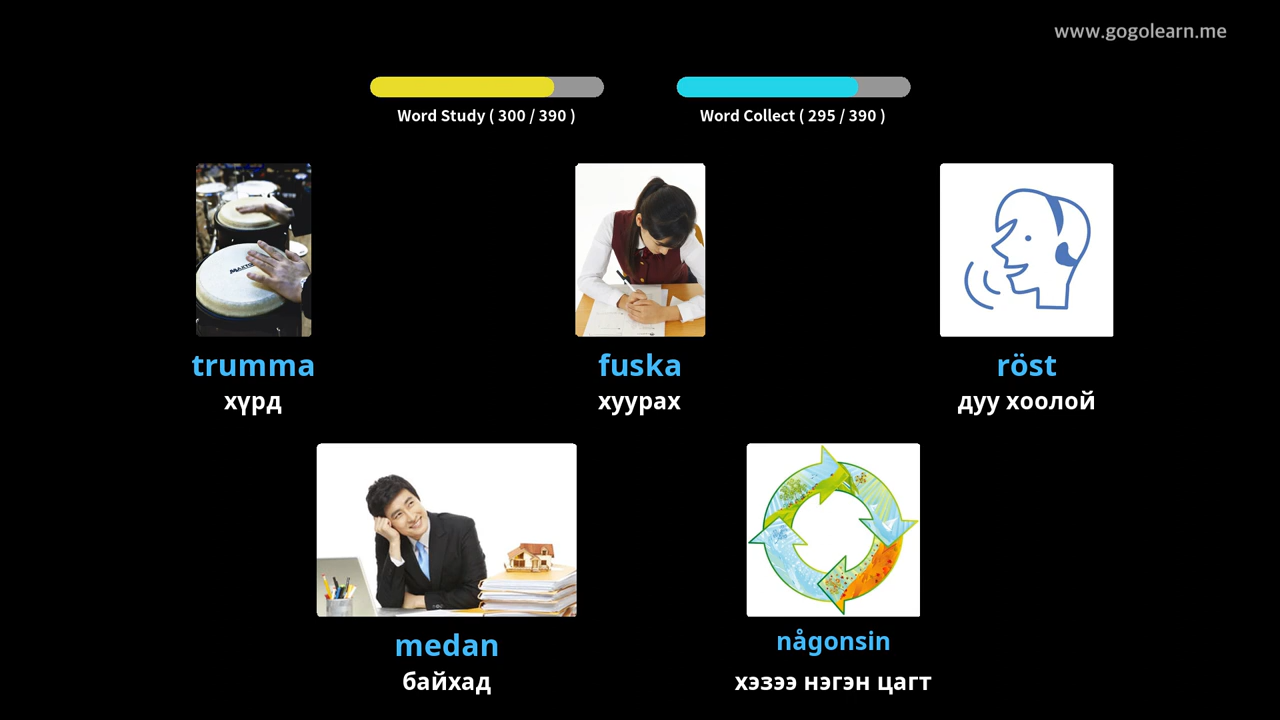 www.gogolearn.me
Word Study ( 300 / 390 )
Word Collect ( 295 / 390 )
trumma
хүрд
fuska
хуурах
röst
дуу хоолой
medan
байхад
någonsin
хэзээ нэгэн цагт